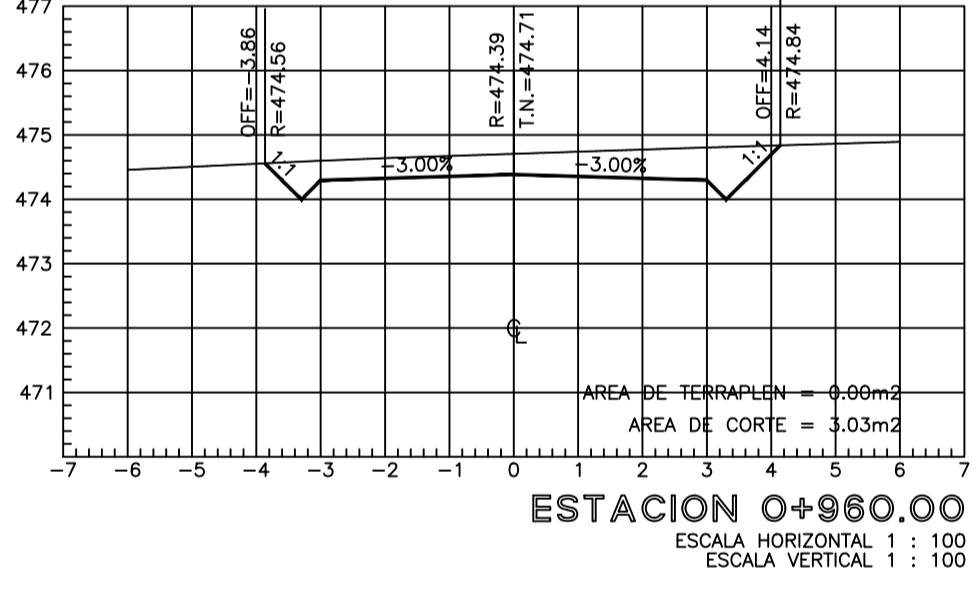 477
476
475
474
473
472
471
OFF=-3.86
R=474.56
R=474.39
T.N.=474.71
OFF=4.14
R=474.84
1:1
-3.00%
-3.00%
1:1
CL
AREA DE TERRAPLEN = 0.00m2
AREA DE CORTE = 3.03m2
-7 -6 -5 -4 -3 -2 -1 0 1 2 3 4 5 6 7
ESTACION 0+960.00
ESCALA HORIZONTAL 1 : 100
ESCALA VERTICAL 1 : 100